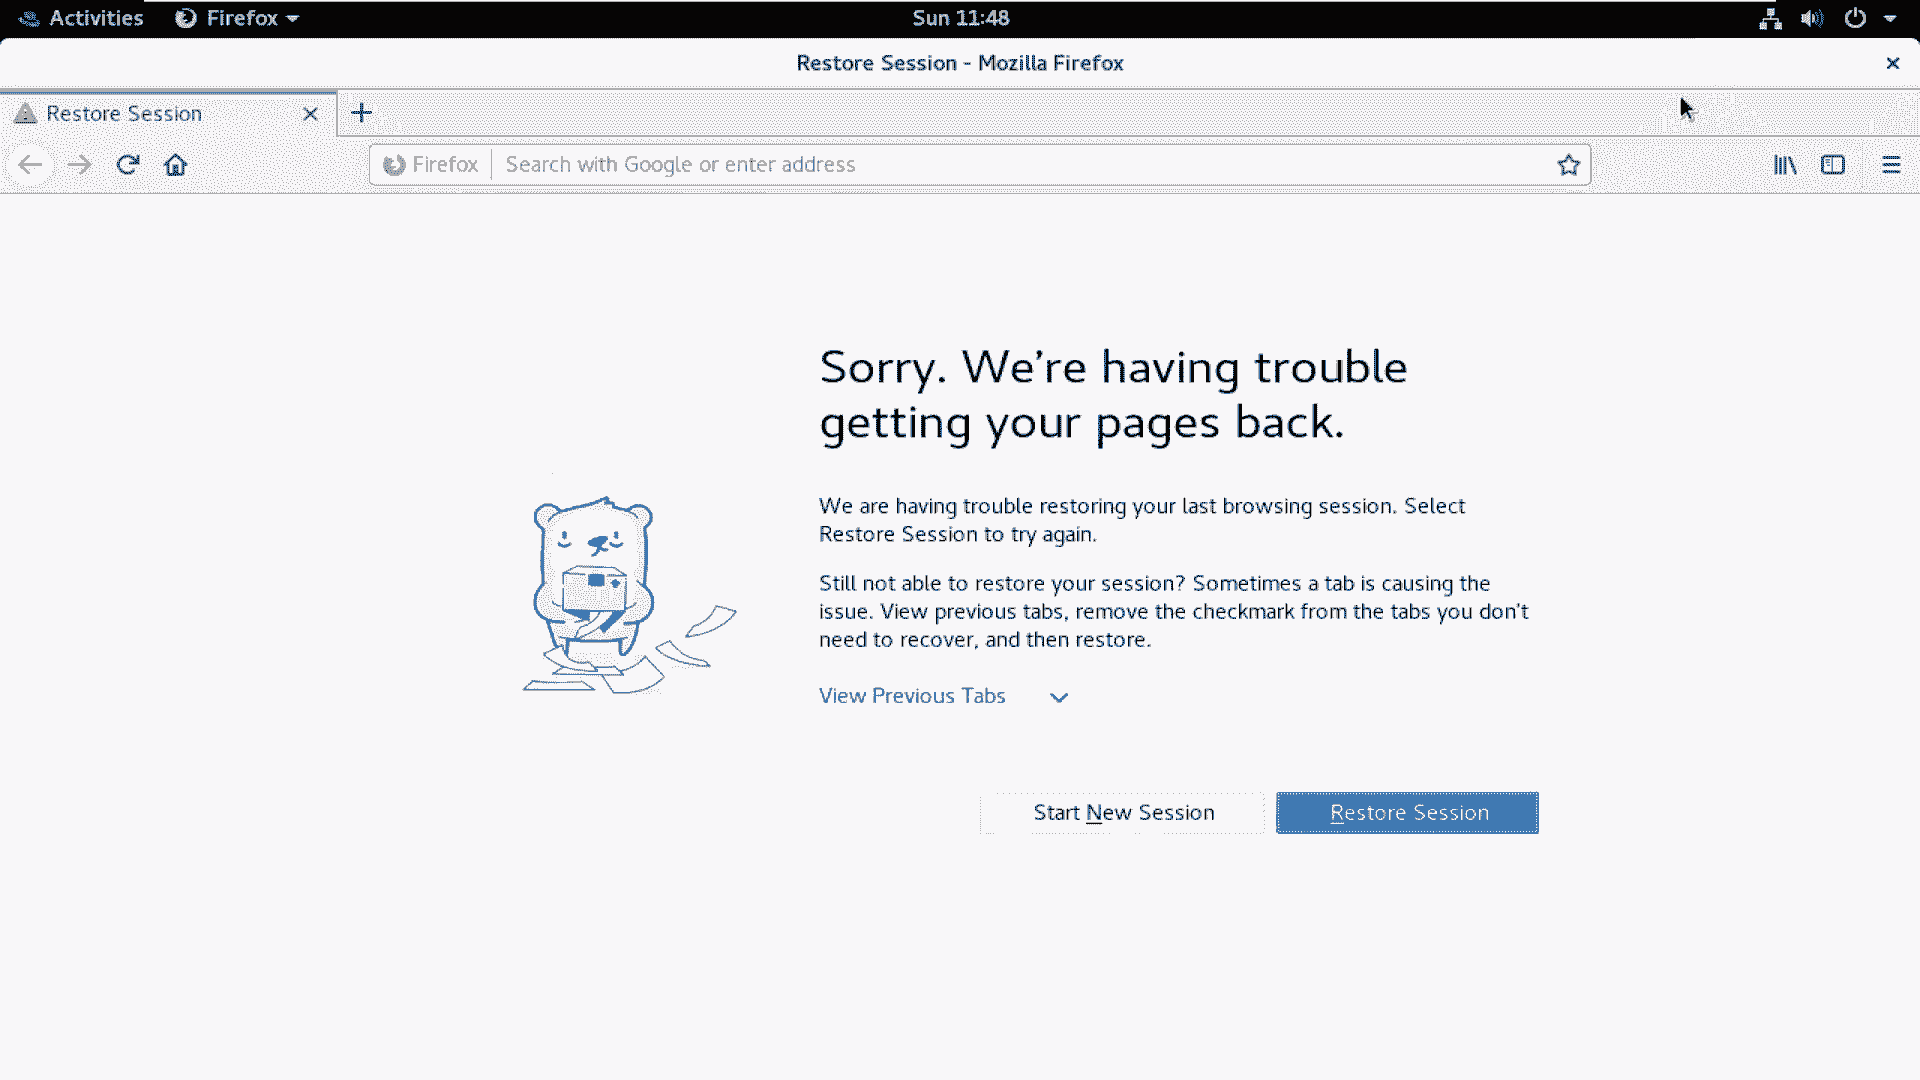 Activities Firefox Sun 11:48
Restore Session - Mozilla Firefox
Restore Session
Firefox Search with Google or enter address
Sorry. We're having trouble
getting your pages back.
We are having trouble restoring your last browsing session. Select
Restore Session to try again.
Still not able to restore your session? Sometimes a tab is causing the
issue. View previous tabs, remove the checkmark from the tabs you don't
need to recover, and then restore.
View Previous Tabs
Start New Session Restore Session